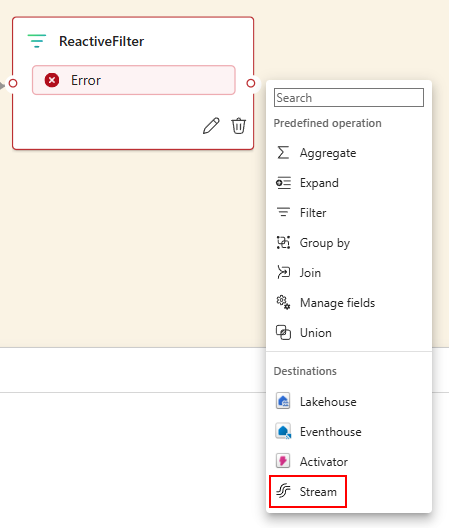 ReactiveFilter
Error
Search
Predefined operation
Aggregate
Expand
Filter
Group by
Join
Manage fields
Union
Destinations
Lakehouse
Eventhouse
Activator
Stream